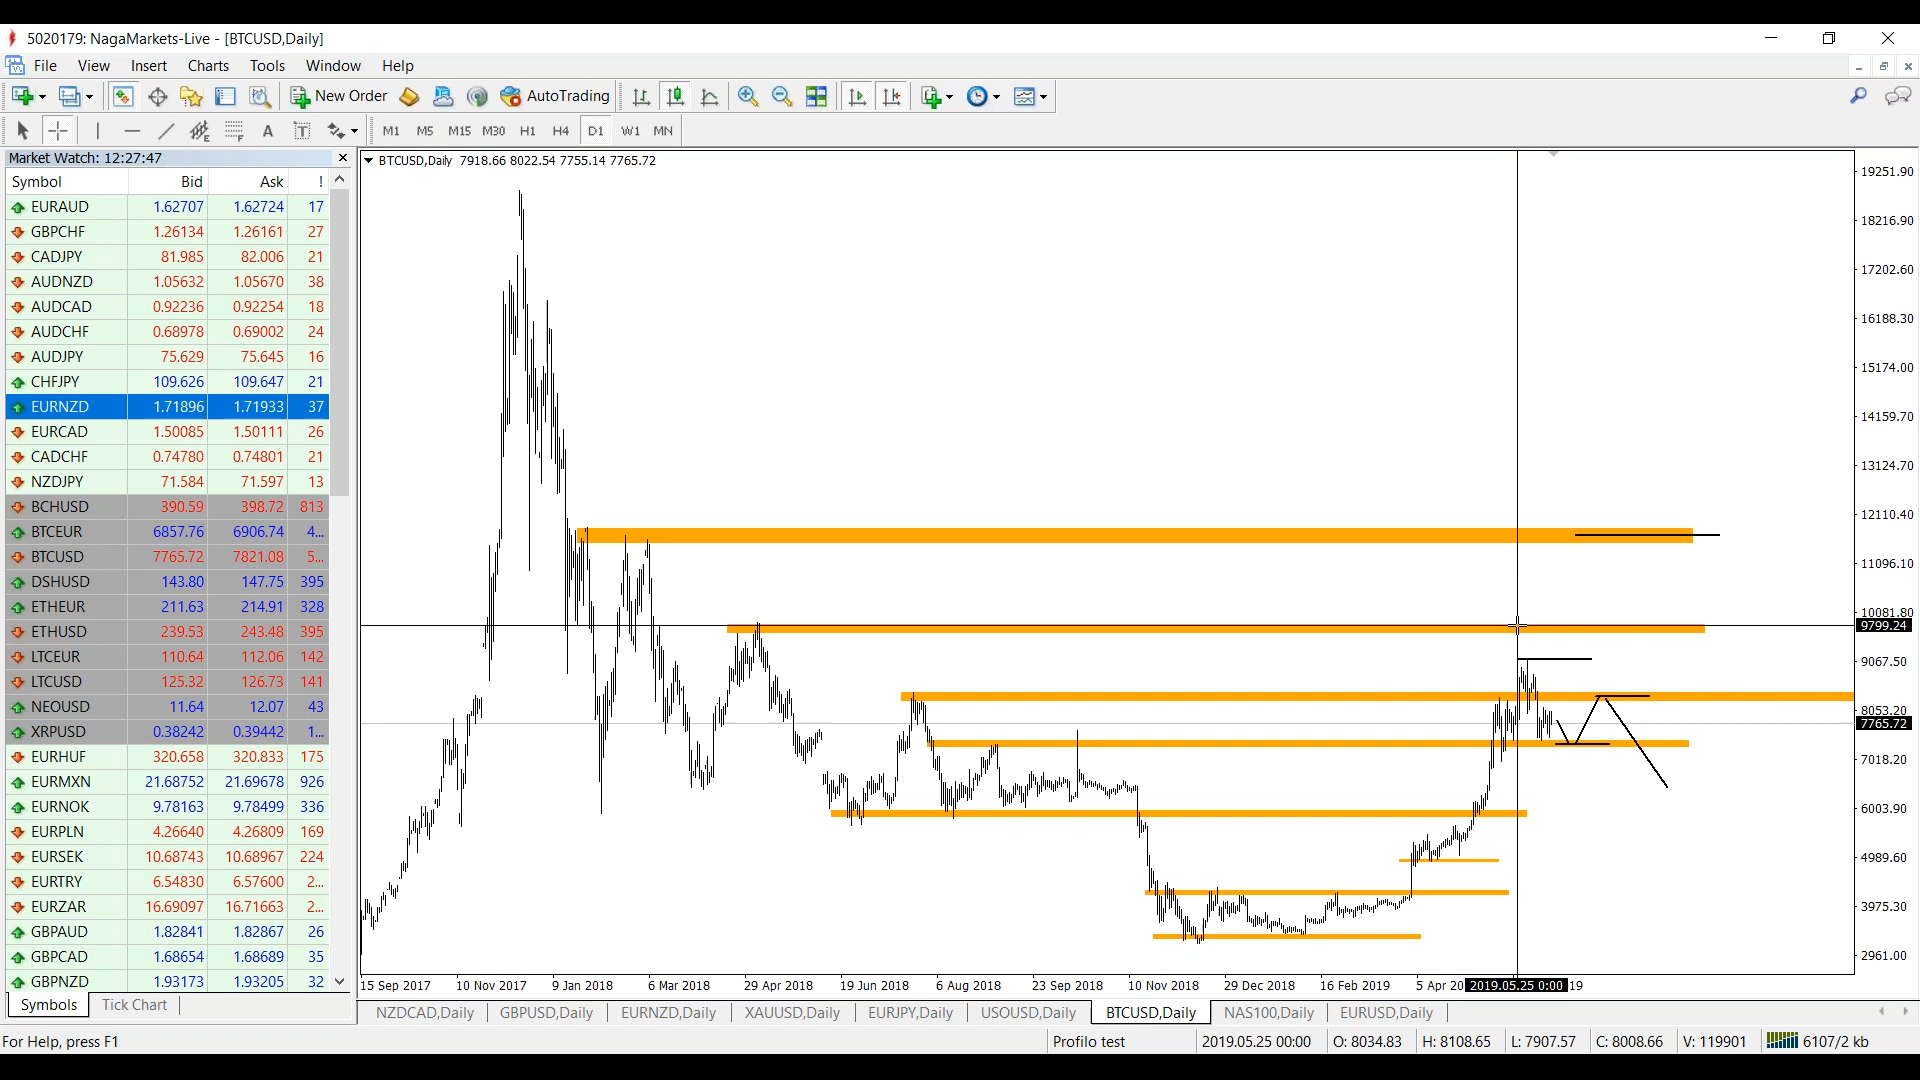 5020179: NagaMarkets-Live - [BTCUSD,Daily]
File View Insert Charts Tools Window Help
New Order AutoTrading
A T M1 M5 M15 M30 H1 H4 D1 W1 MN
Market Watch: 12:27:47
Symbol Bid Ask !
EURAUD 1.62707 1.62724 17
GBPCHF 1.26134 1.26161 27
CADJPY 81.985 82.006 21
AUDNZD 1.05632 1.05670 38
AUDCAD 0.92236 0.92254 18
AUDCHF 0.68978 0.69002 24
AUDJPY 75.629 75.645 16
CHFJPY 109.626 109.647 21
EURNZD 1.71896 1.71933 37
EURCAD 1.50085 1.50111 26
CADCHF 0.74780 0.74801 21
NZDJPY 71.584 71.597 13
BCHUSD 390.59 398.72 813
BTCEUR 6857.76 6906.74 4...
BTCUSD 7765.72 7821.08 5...
DSHUSD 143.80 147.75 395
ETHEUR 211.63 214.91 328
ETHUSD 239.53 243.48 395
LTCEUR 110.64 112.06 142
LTCUSD 125.32 126.73 141
NEOUSD 11.64 12.07 43
XRPUSD 0.38242 0.39442 1...
EURHUF 320.658 320.833 175
EURMXN 21.68752 21.69678 926
EURNOK 9.78163 9.78499 336
EURPLN 4.26640 4.26809 169
EURSEK 10.68743 10.68967 224
EURTRY 6.54830 6.57600 2...
EURZAR 16.69097 16.71663 2...
GBPAUD 1.82841 1.82867 26
GBPCAD 1.68654 1.68689 35
GBPNZD 1.93173 1.93205 32
Symbols Tick Chart
BTCUSD,Daily 7918.66 8022.54 7755.14 7765.72
19251.90
18216.90
17202.60
16188.30
15174.00
14159.70
13124.70
12110.40
11096.10
10081.80
9799.24
9067.50
8053.20
7765.72
7018.20
6003.90
4989.60
3975.30
2961.00
15 Sep 2017 10 Nov 2017 9 Jan 2018 6 Mar 2018 29 Apr 2018 19 Jun 2018 6 Aug 2018 23 Sep 2018 10 Nov 2018 29 Dec 2018 16 Feb 2019 5 Apr 20 2019.05.25 0:00 19
NZDCAD,Daily GBPUSD,Daily EURNZD,Daily XAUUSD,Daily EURJPY,Daily USOUSD,Daily BTCUSD,Daily NAS100,Daily EURUSD,Daily
For Help, press F1 Profilo test 2019.05.25 00:00 O: 8034.83 H: 8108.65 L: 7907.57 C: 8008.66 V: 119901 6107/2 kb